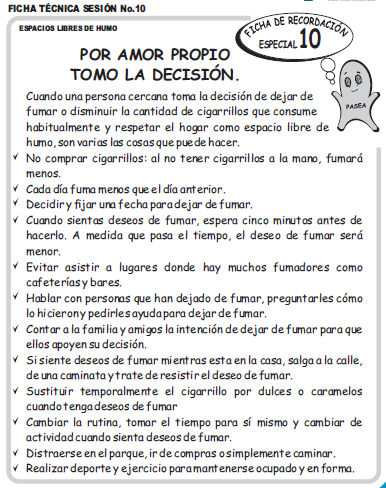 FICHA TÉCNICA SESIÓN No.10
ESPACIOS LIBRES DE HUMO
FICHA DE RECORDACIÓN
ESPECIAL 10
POR AMOR PROPIO
TOMO LA DECISIÓN.
PASEA
Cuando una persona cercana toma la decisión de dejar de
fumar o disminuir la cantidad de cigarrillos que consume
habitualmente y respetar el hogar como espacio libre de
humo, son varias las cosas que puede hacer.
✓ No comprar cigarrillos: al no tener cigarrillos a la mano, fumará
menos.
✓ Cada día fuma menos que el día anterior.
✓ Decidir y fijar una fecha para dejar de fumar.
✓ Cuando sientas deseos de fumar, espera cinco minutos antes de
hacerlo. A medida que pasa el tiempo, el deseo de fumar será
menor.
✓ Evitar asistir a lugares donde hay muchos fumadores como
cafeterías y bares.
✓ Hablar con personas que han dejado de fumar, preguntarles cómo
lo hicieron y pedirles ayuda para dejar de fumar.
✓ Contar a la familia y amigos la intención de dejar de fumar para que
ellos apoyen su decisión.
✓ Si siente deseos de fumar mientras esta en la casa, salga a la calle,
de una caminata y trate de resistir el deseo de fumar.
✓ Sustituir temporalmente el cigarrillo por dulces o caramelos
cuando tenga deseos de fumar
✓ Cambiar la rutina, tomar el tiempo para sí mismo y cambiar de
actividad cuando sienta deseos de fumar.
✓ Distraerse en el parque, ir de compras o simplemente caminar.
✓ Realizar deporte y ejercicio para mantenerse ocupado y en forma.